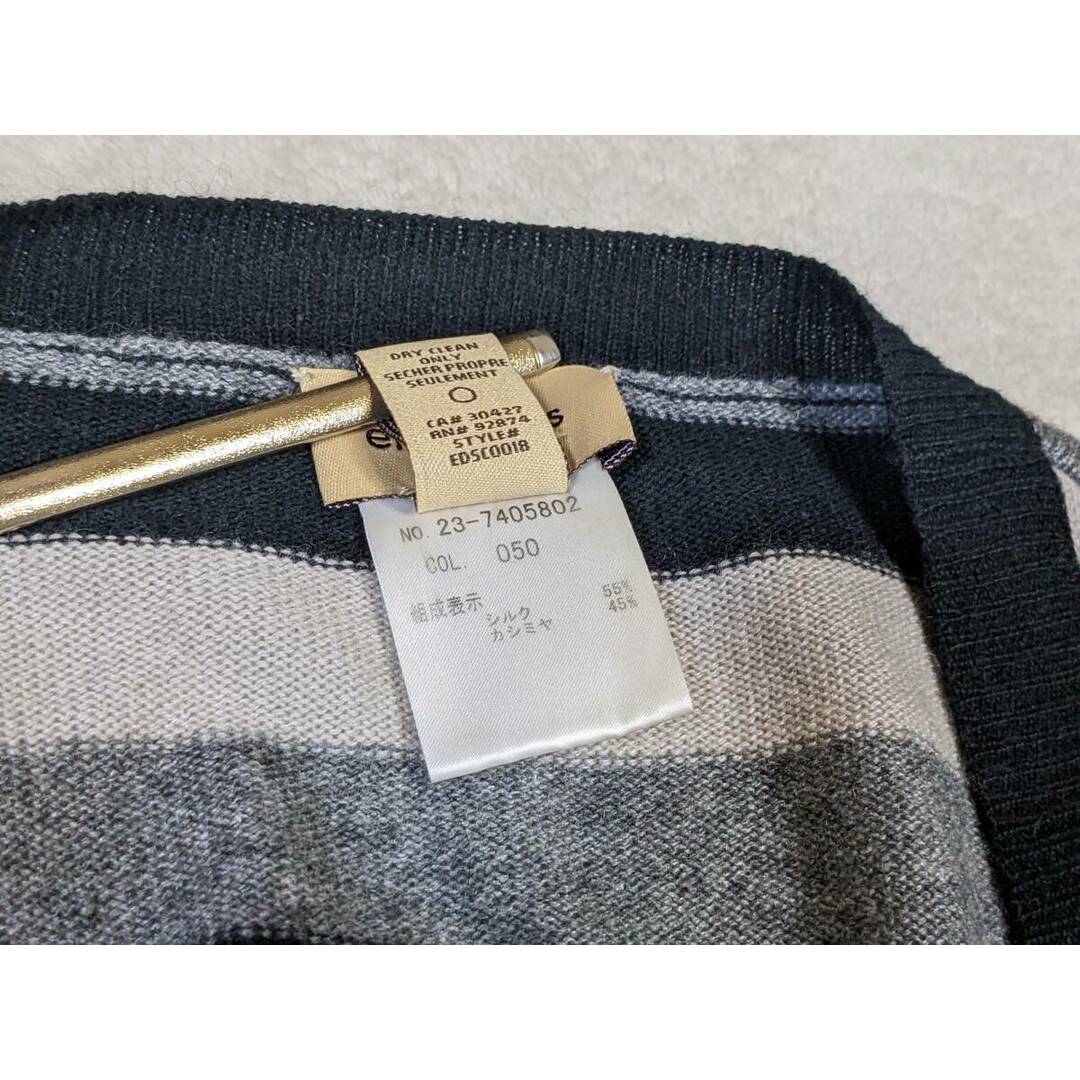 DRY CLEAN
ONLY
SECHER PROPRE
SEULEMENT
CA# 30427
RN# 92874
STYLE#
EDSC0018
NO. 23-7405802
COL. 050
組成表示
シルク 55%
カシミヤ 45%